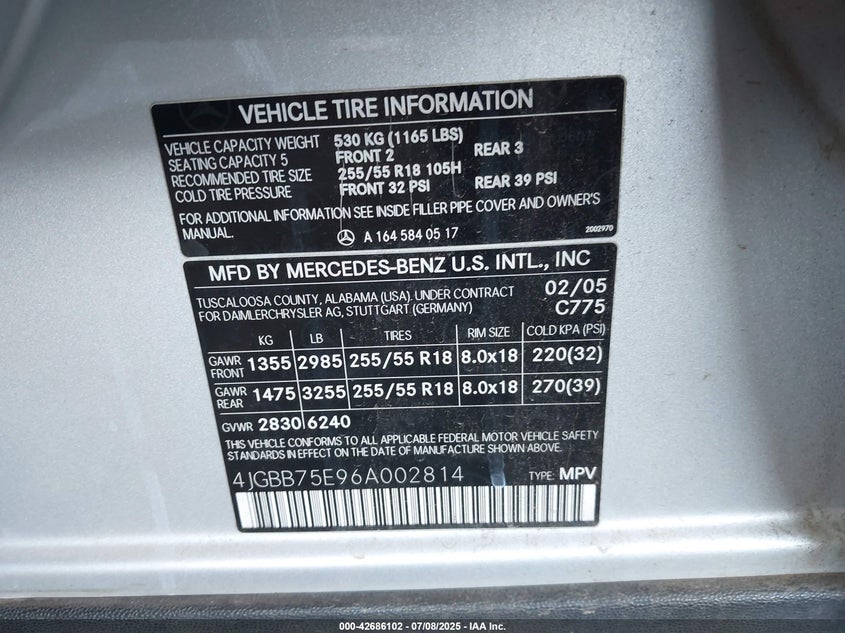 VEHICLE TIRE INFORMATION
VEHICLE CAPACITY WEIGHT 530 KG (1165 LBS)
SEATING CAPACITY 5 FRONT 2 REAR 3
RECOMMENDED TIRE SIZE 255/55 R18 105H
COLD TIRE PRESSURE FRONT 32 PSI REAR 39 PSI
FOR ADDITIONAL INFORMATION SEE INSIDE FILLER PIPE COVER AND OWNER'S
MANUAL. A 164 584 05 17 2002970
MFD BY MERCEDES-BENZ U.S. INTL., INC
TUSCALOOSA COUNTY, ALABAMA (USA). UNDER CONTRACT 02/05
FOR DAIMLERCHRYSLER AG, STUTTGART (GERMANY) C775
KG LB TIRES RIM SIZE COLD KPA (PSI)
GAWR FRONT 1355 2985 255/55 R18 8.0x18 220(32)
GAWR REAR 1475 3255 255/55 R18 8.0x18 270(39)
GVWR 2830 6240
THIS VEHICLE CONFORMS TO ALL APPLICABLE FEDERAL MOTOR VEHICLE SAFETY
STANDARDS IN EFFECT ON THE DATE OF MANUFACTURE SHOWN ABOVE.
4JGBB75E96A002814 TYPE: MPV
000-42686102 - 07/08/2025 - IAA Inc.